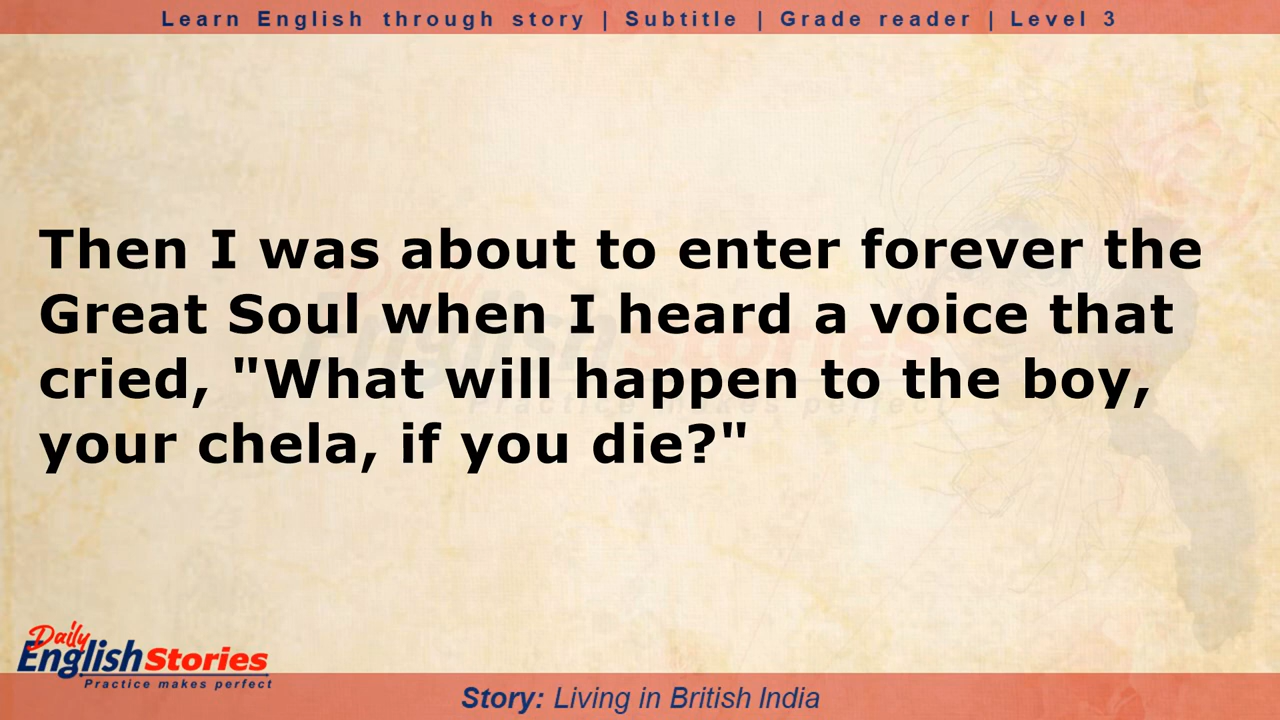 Learn English through story | Subtitle | Grade reader | Level 3
Then I was about to enter forever the
Great Soul when I heard a voice that
cried, "What will happen to the boy,
your chela, if you die?"
Daily
English Stories
Practice makes perfect
Story: Living in British India